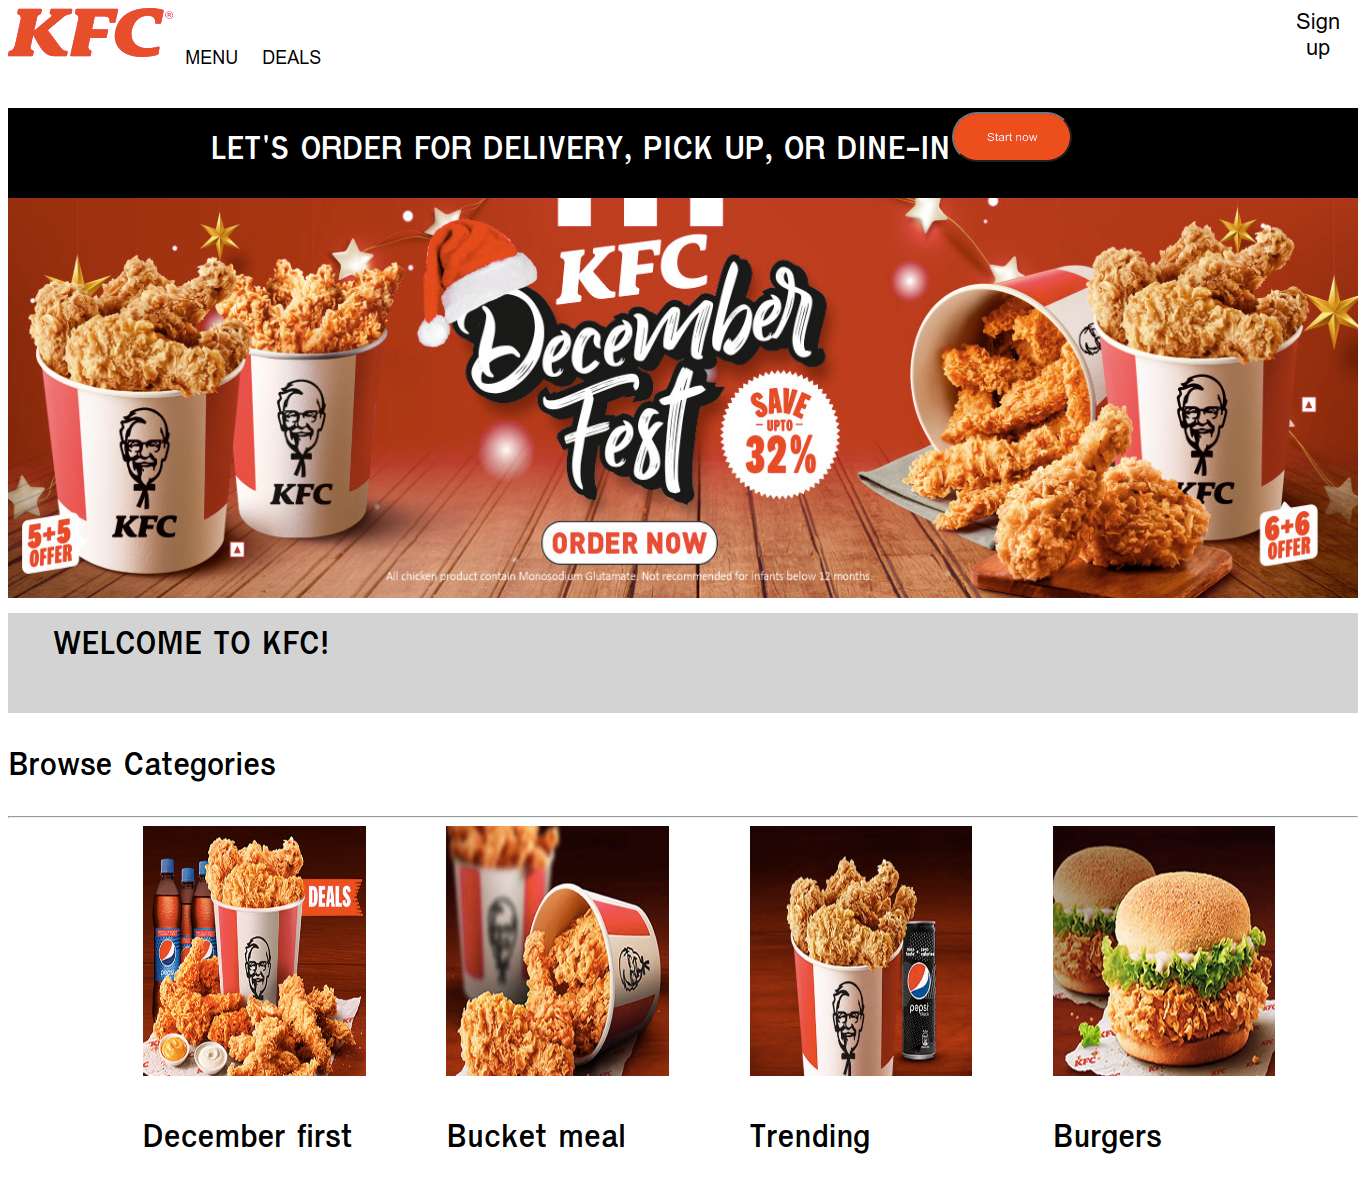 KFC®
MENU DEALS
Sign
up
LET'S ORDER FOR DELIVERY, PICK UP, OR DINE-IN
Start now
KFC
December
Fest
SAVE
UPTO
32%
KFC
KFC
KFC
5+5
OFFER
6+6
OFFER
ORDER NOW
All chicken product contain Monosodium Glutamate. Not recommended for infants below 12 months.
WELCOME TO KFC!
Browse Categories
DEALS
pepsi
December first
Bucket meal
Trending
Burgers